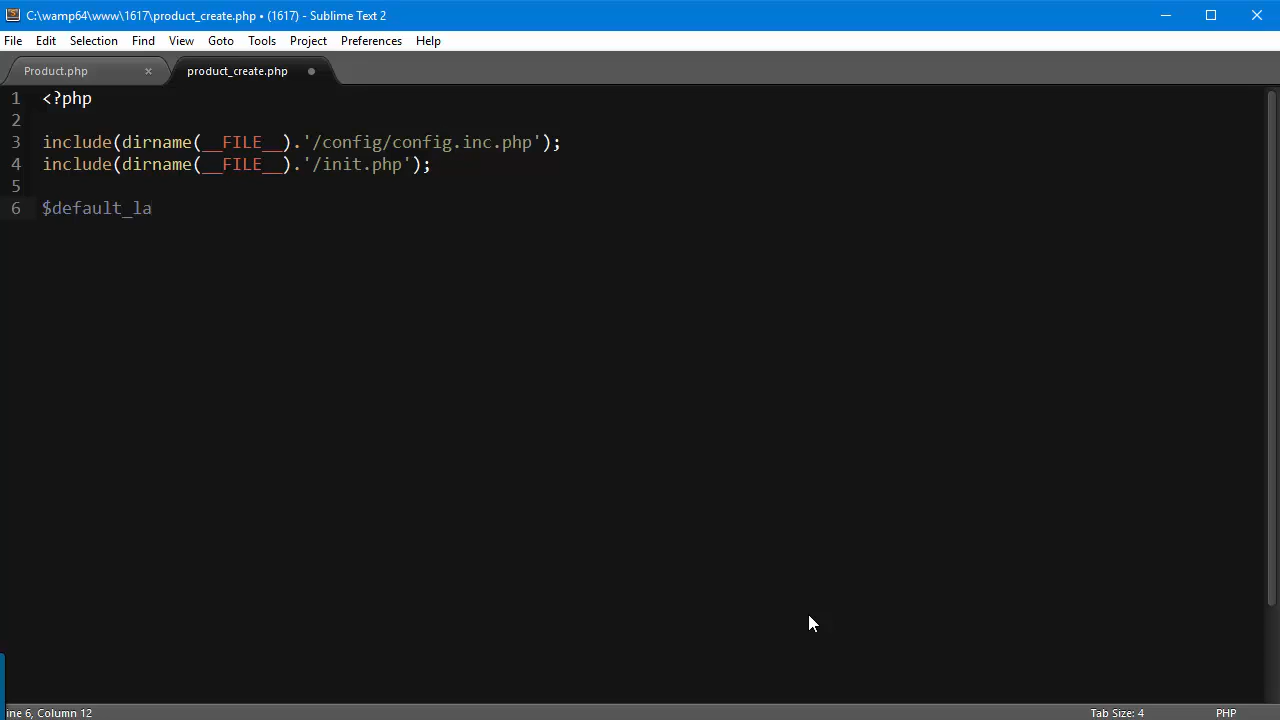 C:\wamp64\www\1617\product_create.php • (1617) - Sublime Text 2
File Edit Selection Find View Goto Tools Project Preferences Help
Product.php × product_create.php
1 <?php
2
3 include(dirname(__FILE__).'/config/config.inc.php');
4 include(dirname(__FILE__).'/init.php');
5
6 $default_la
ine 6, Column 12 Tab Size: 4 PHP